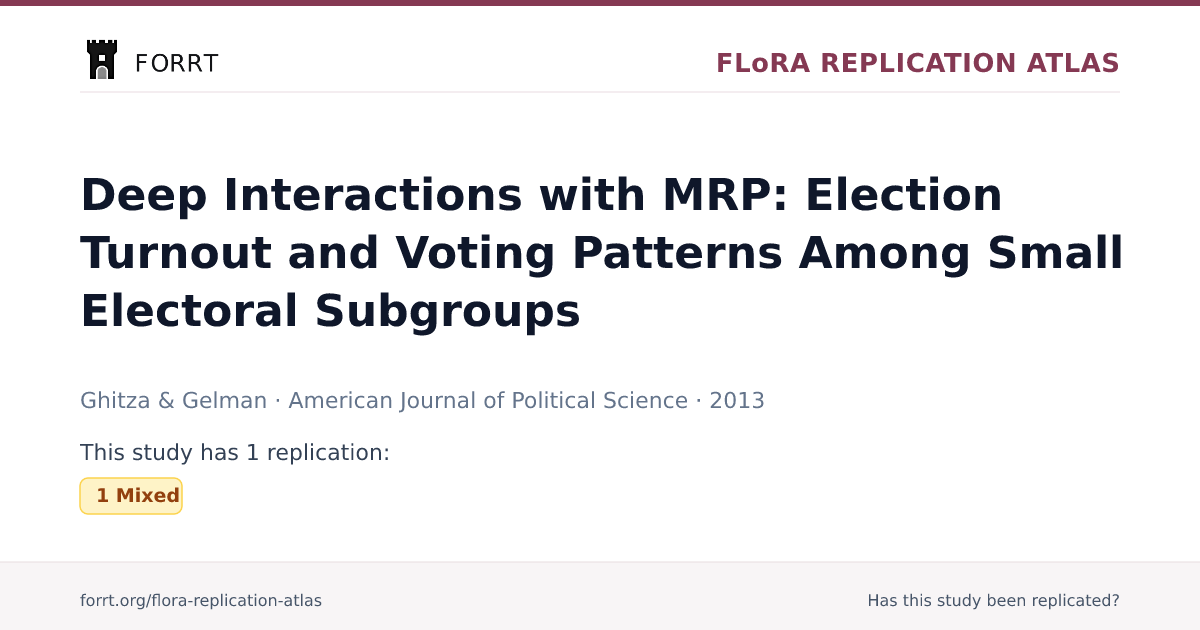 FORRT
FLoRA REPLICATION ATLAS
Deep Interactions with MRP: Election
Turnout and Voting Patterns Among Small
Electoral Subgroups
Ghitza & Gelman · American Journal of Political Science · 2013
This study has 1 replication:
1 Mixed
forrt.org/flora-replication-atlas
Has this study been replicated?